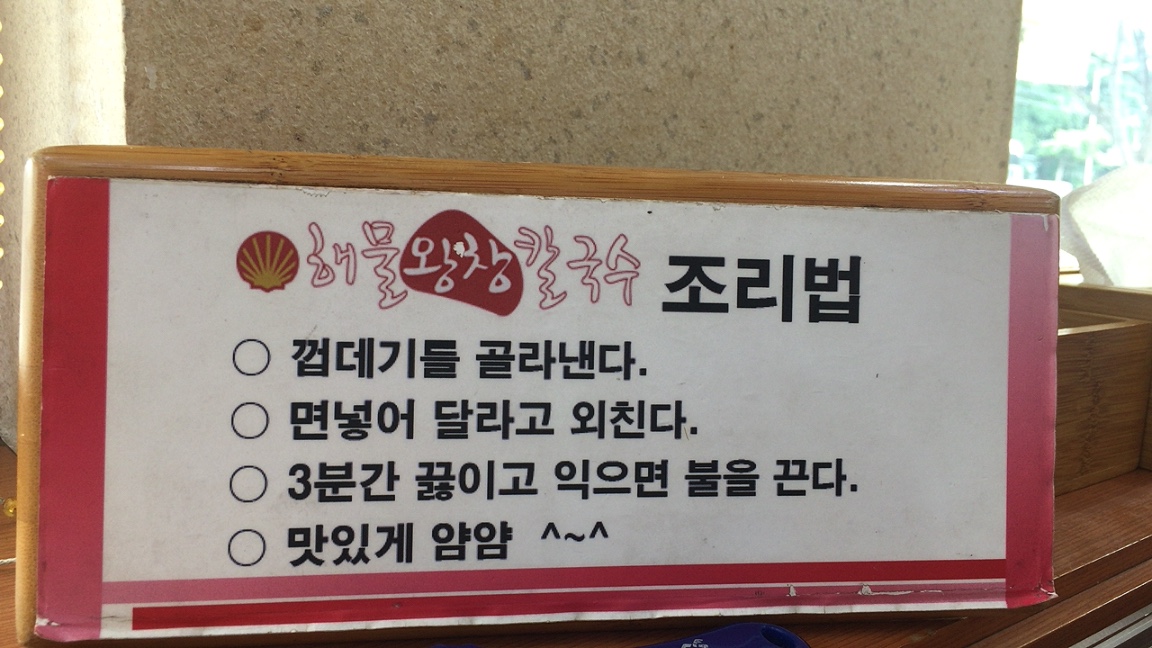 해물왕창칼국수 조리법
○ 껍데기들 골라낸다.
○ 면넣어 달라고 외친다.
○ 3분간 끓이고 익으면 불을 끈다.
○ 맛있게 얌얌 ^~^